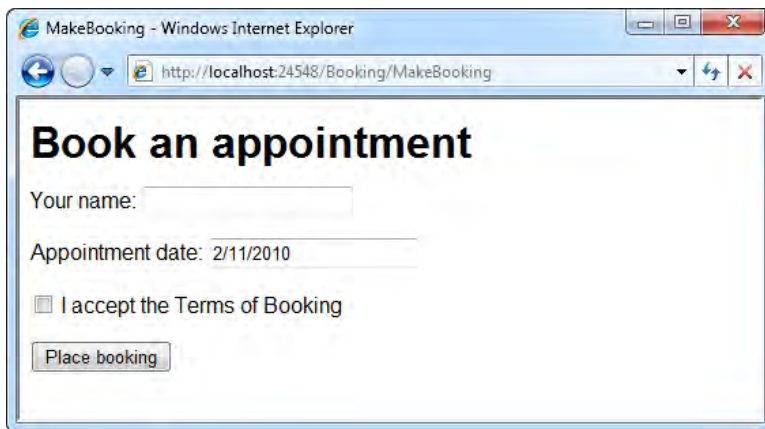 MakeBooking - Windows Internet Explorer
http://localhost:24548/Booking/MakeBooking
Book an appointment
Your name:
Appointment date: 2/11/2010
I accept the Terms of Booking
Place booking